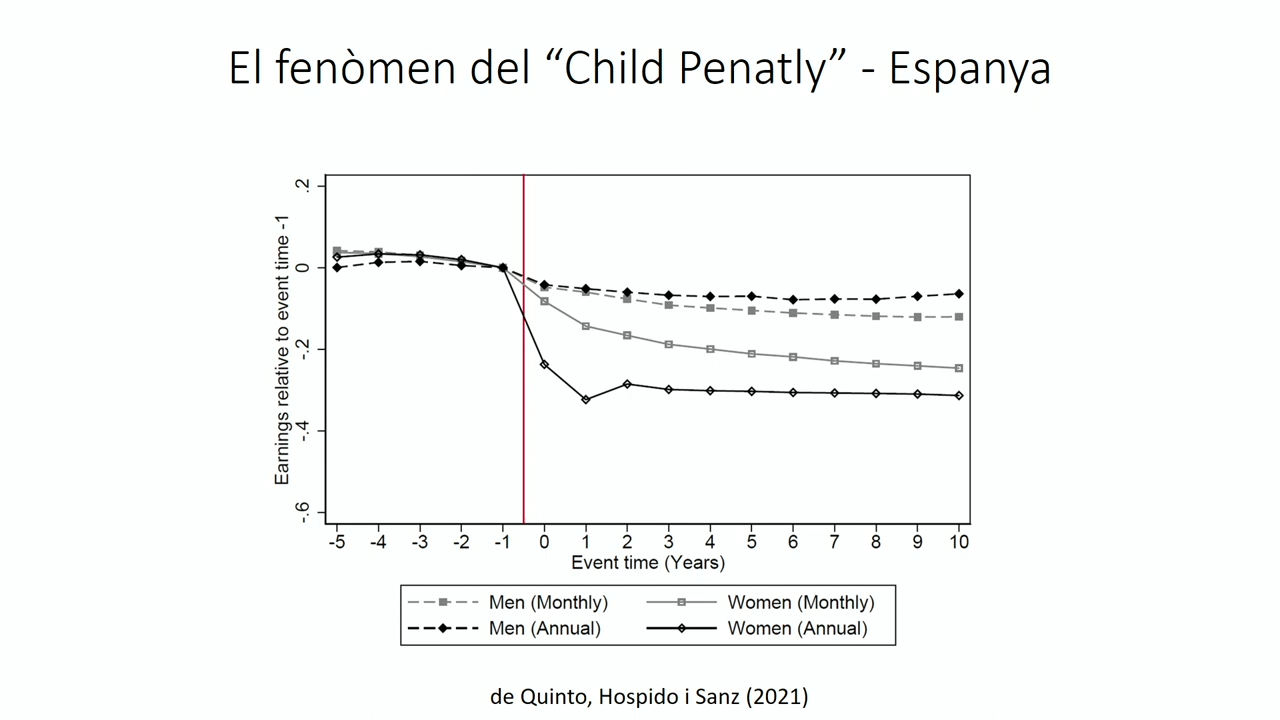 El fenòmen del “Child Penatly” - Espanya
Earnings relative to event time -1
.2
0
-.2
-.4
-.6
-5 -4 -3 -2 -1 0 1 2 3 4 5 6 7 8 9 10
Event time (Years)
Men (Monthly) Women (Monthly)
Men (Annual) Women (Annual)
de Quinto, Hospido i Sanz (2021)